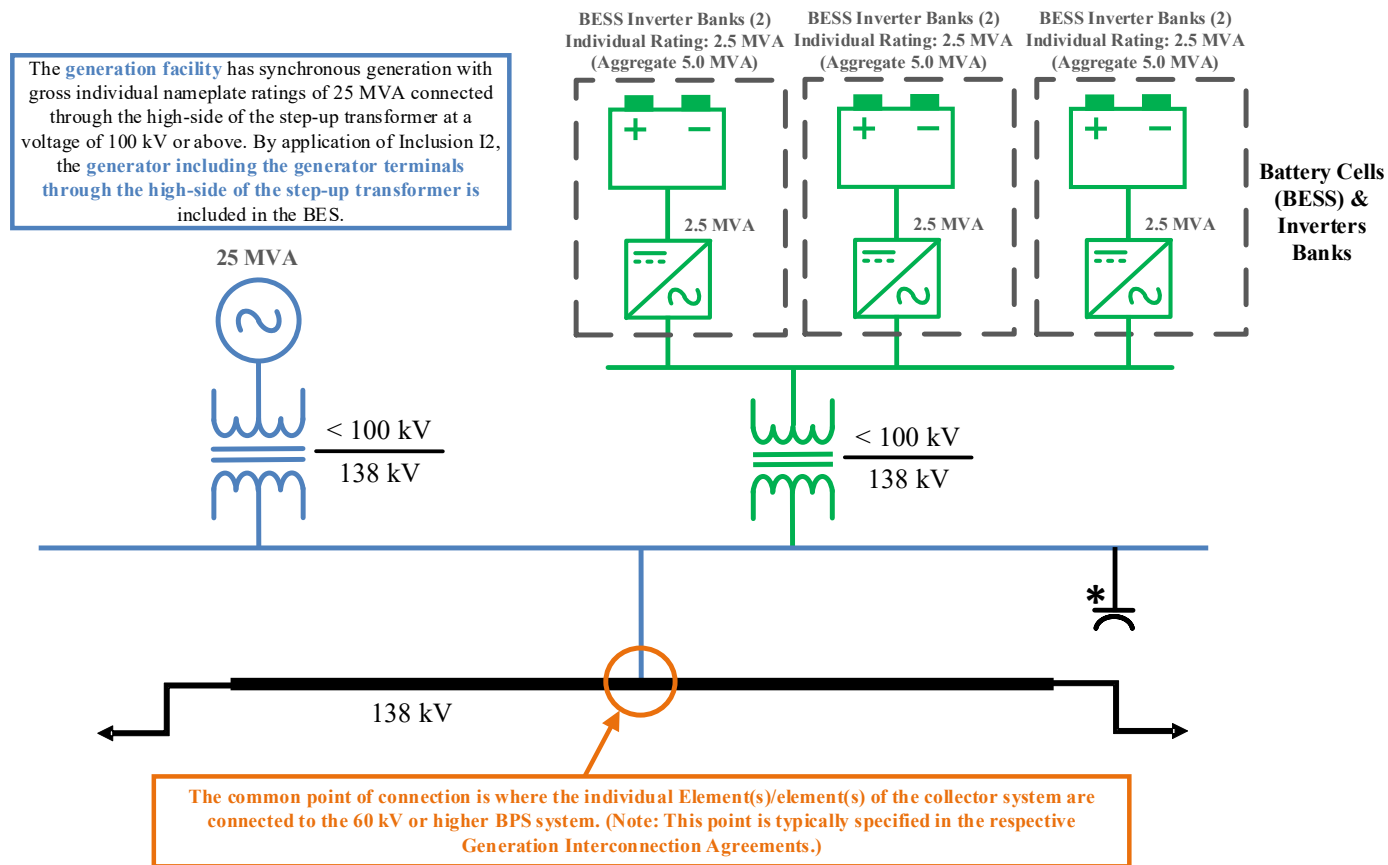 BESS Inverter Banks (2)
Individual Rating: 2.5 MVA
(Aggregate 5.0 MVA)
BESS Inverter Banks (2)
Individual Rating: 2.5 MVA
(Aggregate 5.0 MVA)
BESS Inverter Banks (2)
Individual Rating: 2.5 MVA
(Aggregate 5.0 MVA)
The generation facility has synchronous generation with
gross individual nameplate ratings of 25 MVA connected
through the high-side of the step-up transformer at a
voltage of 100 kV or above. By application of Inclusion I2,
the generator including the generator terminals
through the high-side of the step-up transformer is
included in the BES.
+ −
+ −
+ −
Battery Cells
(BESS) &
Inverters
Banks
2.5 MVA
2.5 MVA
2.5 MVA
25 MVA
< 100 kV
138 kV
< 100 kV
138 kV
*
138 kV
The common point of connection is where the individual Element(s)/element(s) of the collector system are
connected to the 60 kV or higher BPS system. (Note: This point is typically specified in the respective
Generation Interconnection Agreements.)